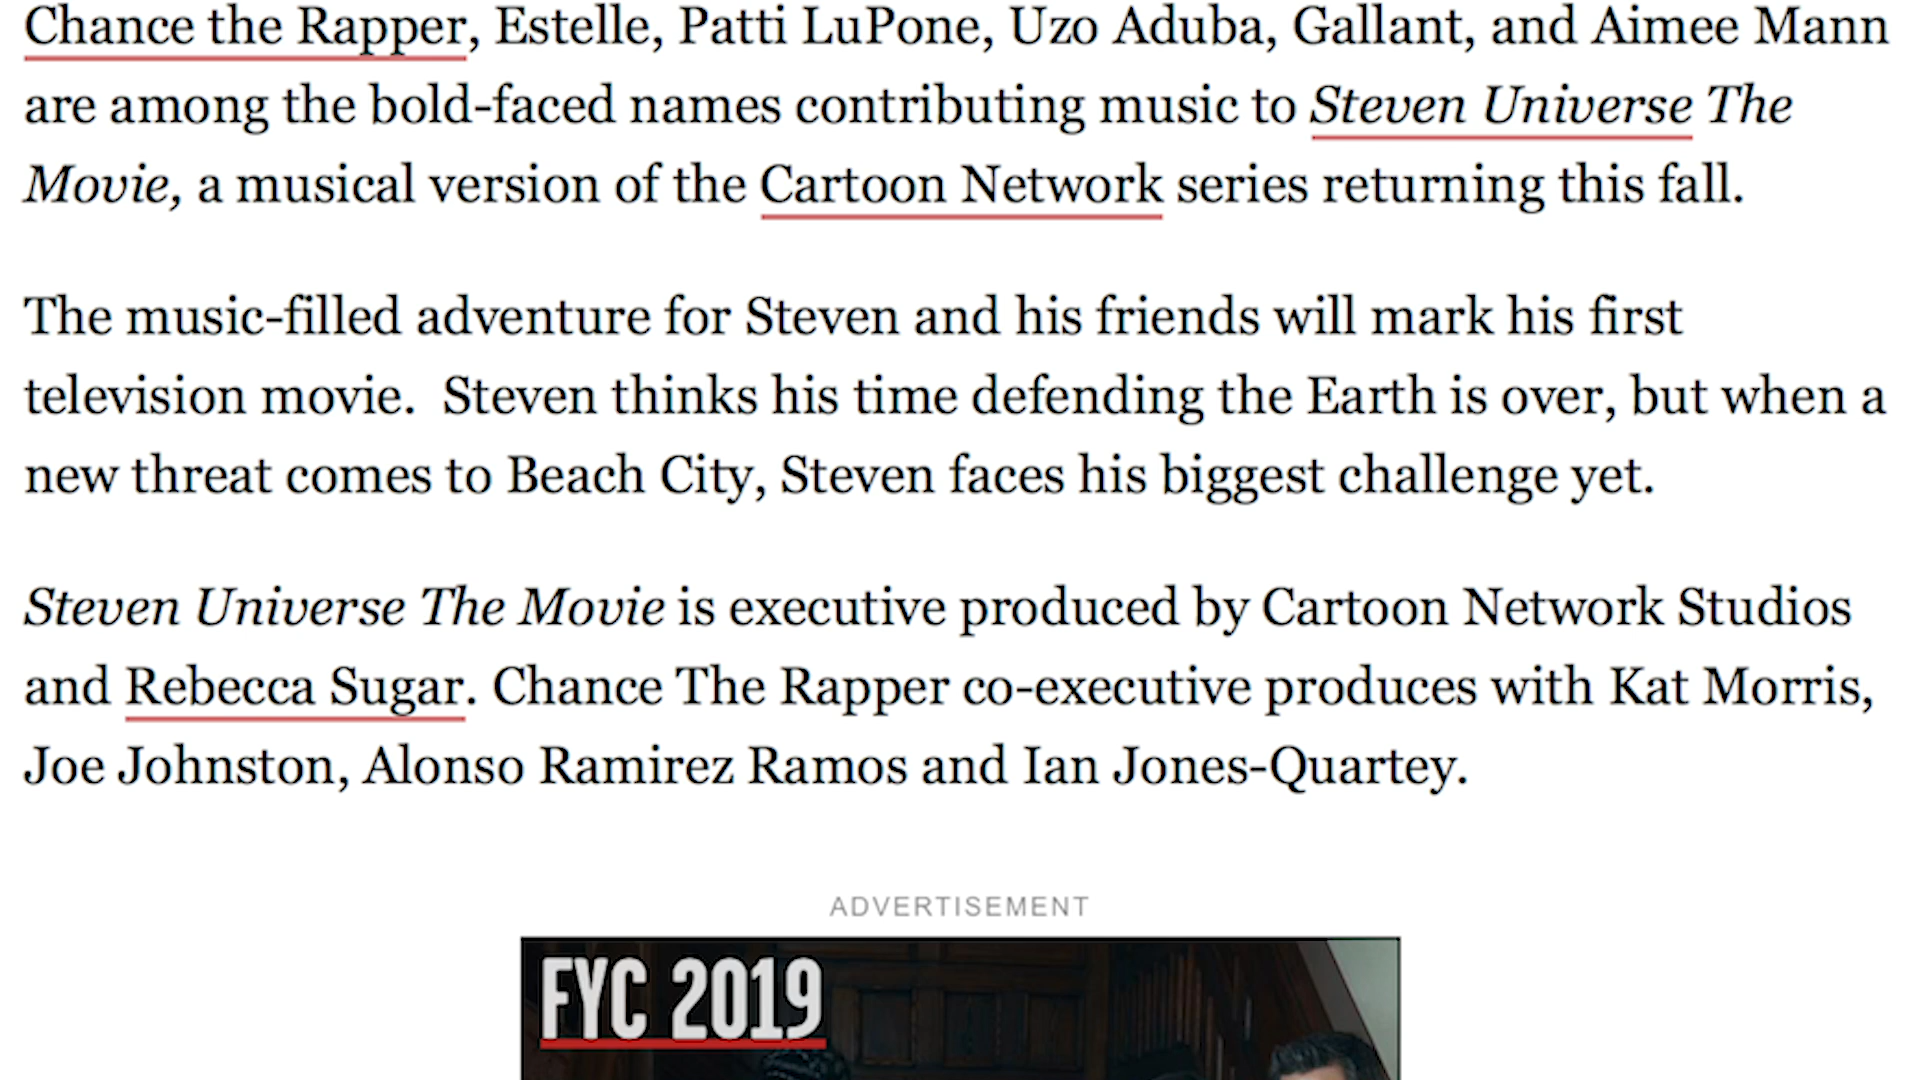 Chance the Rapper, Estelle, Patti LuPone, Uzo Aduba, Gallant, and Aimee Mann
are among the bold-faced names contributing music to Steven Universe The
Movie, a musical version of the Cartoon Network series returning this fall.
The music-filled adventure for Steven and his friends will mark his first
television movie.  Steven thinks his time defending the Earth is over, but when a
new threat comes to Beach City, Steven faces his biggest challenge yet.
Steven Universe The Movie is executive produced by Cartoon Network Studios
and Rebecca Sugar. Chance The Rapper co-executive produces with Kat Morris,
Joe Johnston, Alonso Ramirez Ramos and Ian Jones-Quartey.
ADVERTISEMENT
FYC 2019